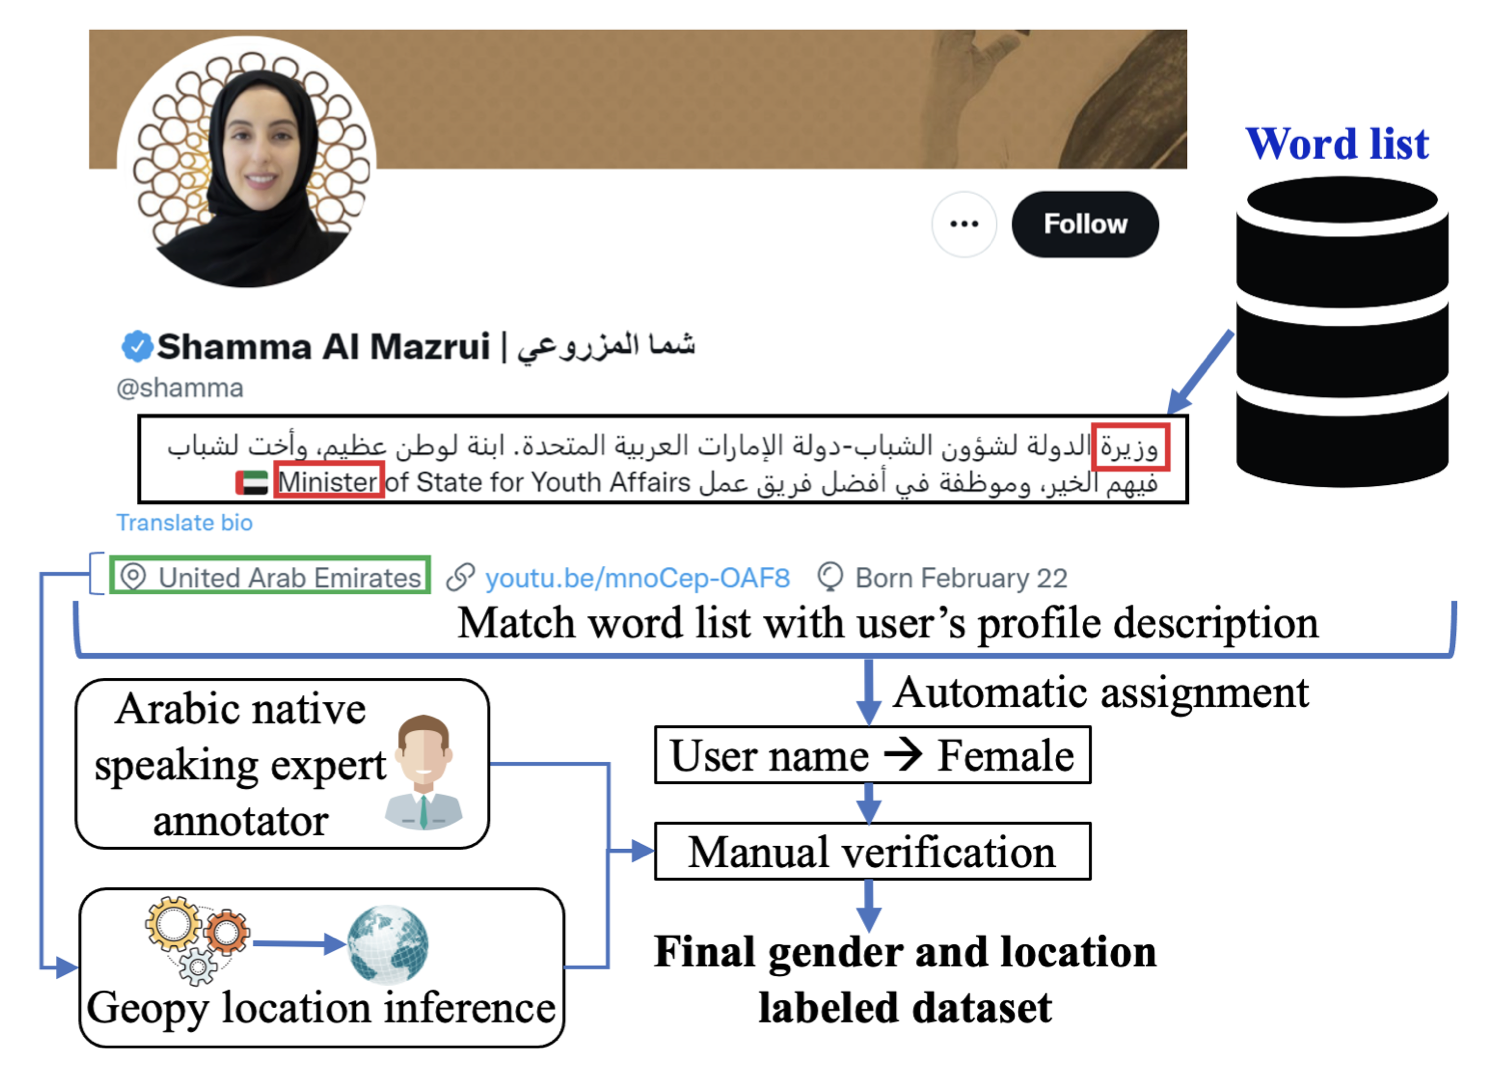 Word list
Follow
Shamma Al Mazrui | شما المزروعي
@shamma
وزيرة الدولة لشؤون الشباب-دولة الإمارات العربية المتحدة. ابنة لوطن عظيم، وأخت لشباب
فيهم الخير، وموظفة في أفضل فريق عمل Minister of State for Youth Affairs 🇦🇪
Translate bio
United Arab Emirates youtu.be/mnoCep-OAF8 Born February 22
Match word list with user’s profile description
Automatic assignment
Arabic native
speaking expert
annotator
User name → Female
Manual verification
Geopy location inference
Final gender and location
labeled dataset